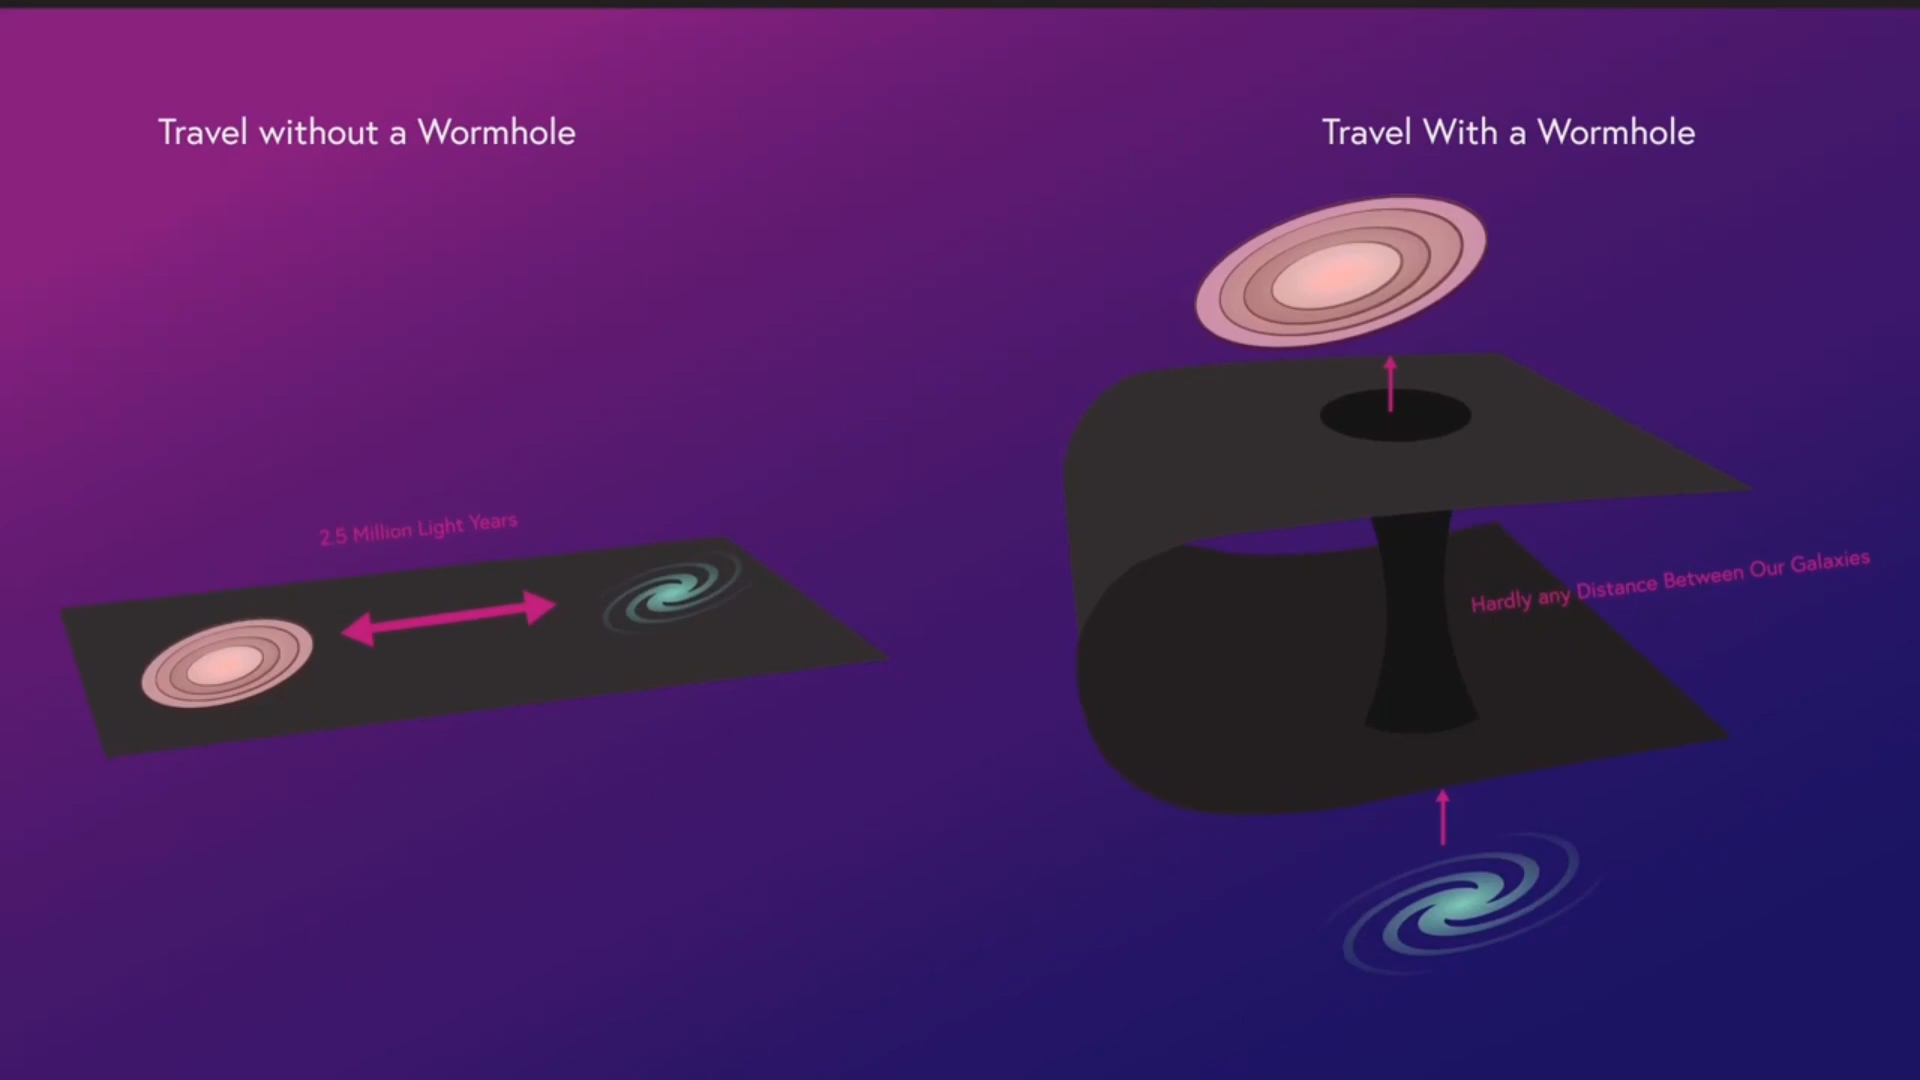 Travel without a Wormhole
Travel With a Wormhole
2.5 Million Light Years
Hardly any Distance Between Our Galaxies